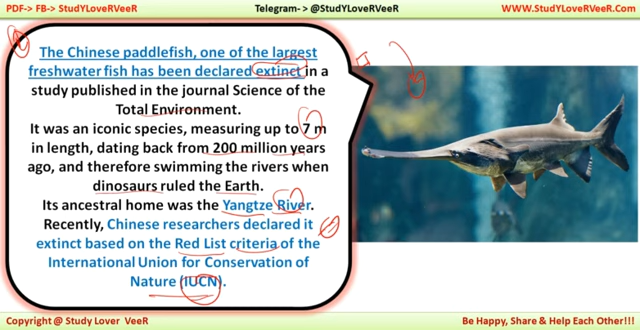 PDF-> FB-> StudYLoveRVeeR Telegram-> @StudYLoveRVeeR WWW.StudyLoveRVeeR.Com
The Chinese paddlefish, one of the largest
freshwater fish has been declared extinct in a
study published in the journal Science of the
Total Environment.
It was an iconic species, measuring up to 7 m
in length, dating back from 200 million years
ago, and therefore swimming the rivers when
dinosaurs ruled the Earth.
Its ancestral home was the Yangtze River.
Recently, Chinese researchers declared it
extinct based on the Red List criteria of the
International Union for Conservation of
Nature (IUCN).
Copyright @ Study Lover VeeR Be Happy, Share & Help Each Other!!!